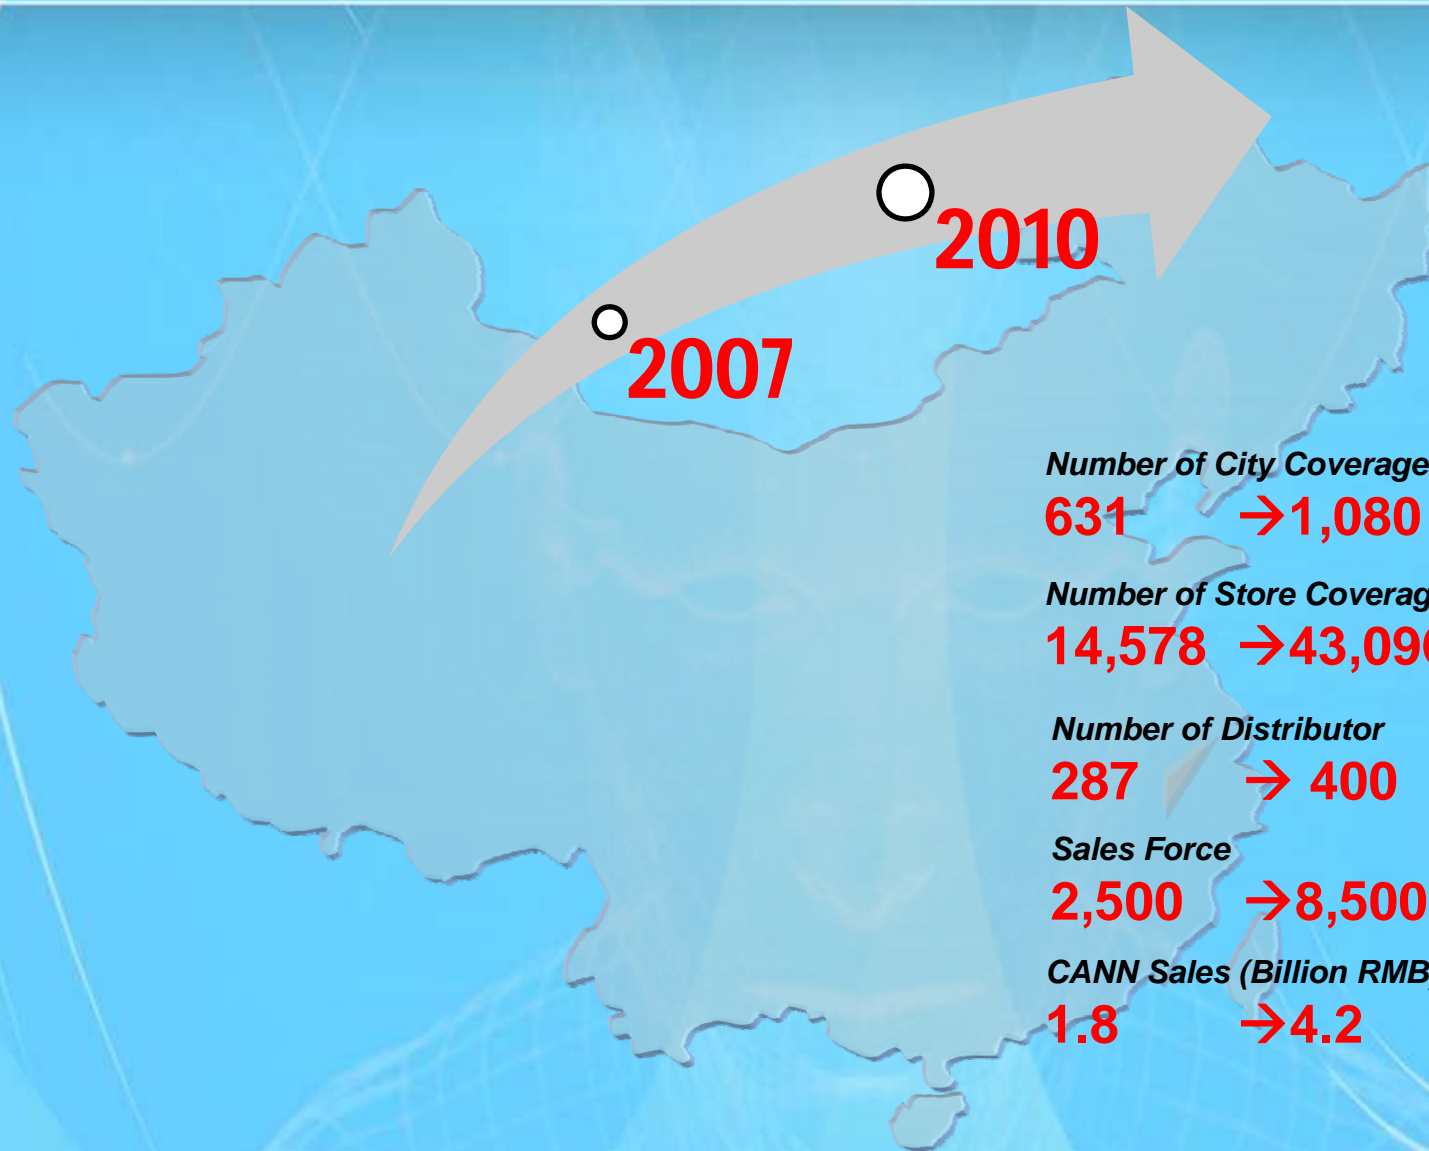 2010
2007
Number of City Coverage
631 →1,080
Number of Store Coverag
14,578 →43,090
Number of Distributor
287 → 400
Sales Force
2,500 →8,500
CANN Sales (Billion RMB)
1.8 →4.2